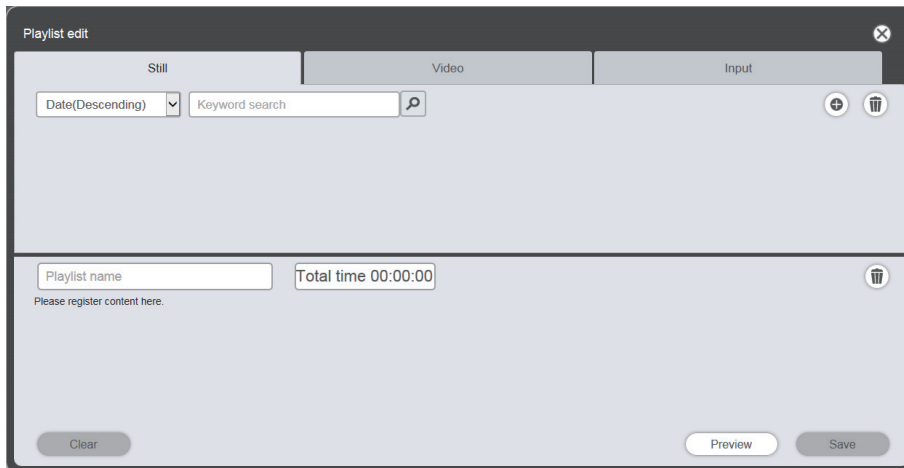 Playlist edit
Still Video Input
Date(Descending) Keyword search
Playlist name Total time 00:00:00
Please register content here.
Clear Preview Save